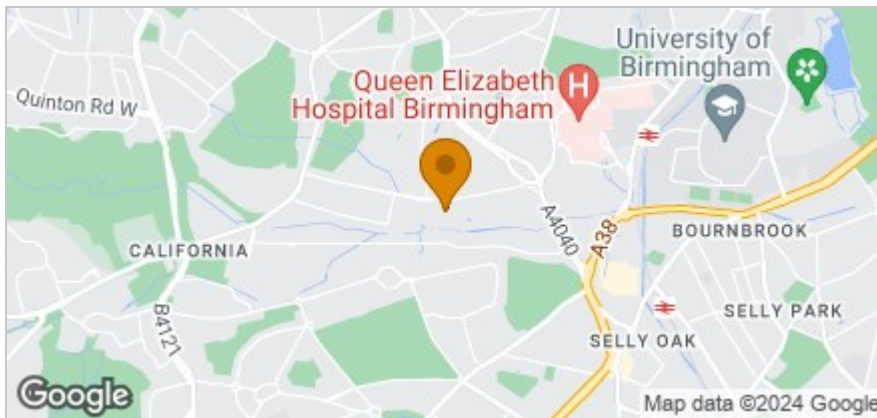 University of
Birmingham
Queen Elizabeth
Hospital Birmingham
H
Quinton Rd W
A4040
A38
BOURNBROOK
CALIFORNIA
B4121
SELLY PARK
SELLY OAK
Google
Map data ©2024 Google